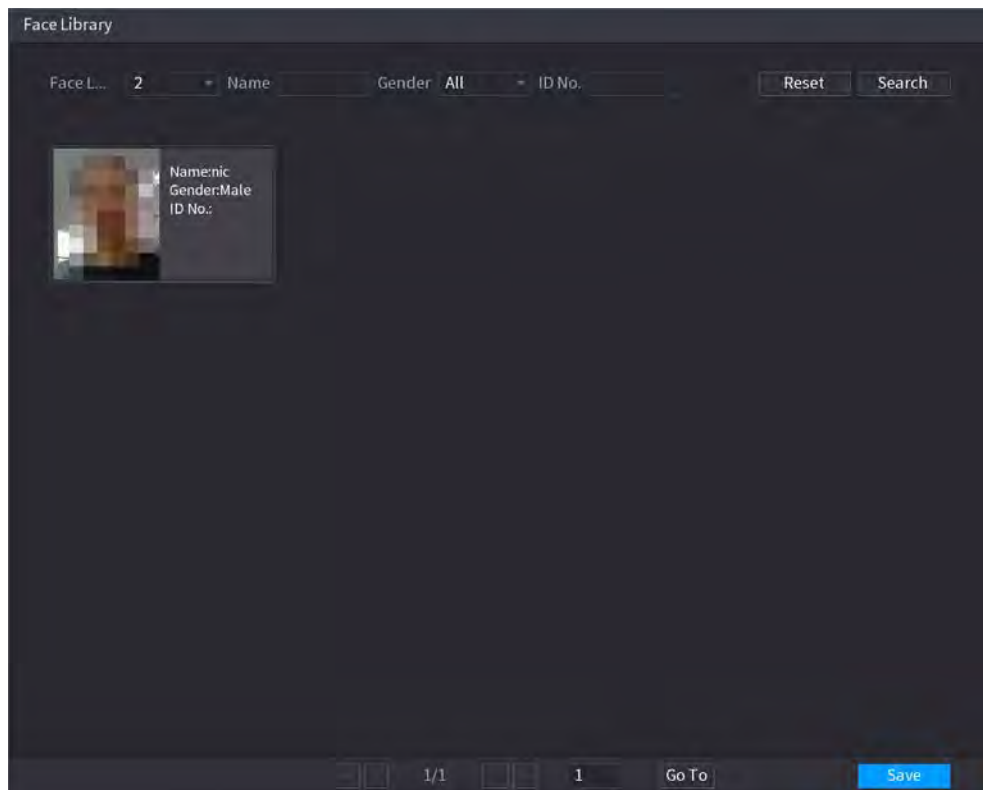 Face Library
Face L... 2 Name Gender All ID No. Reset Search
Name:nic
Gender:Male
ID No.:
1/1 1 Go To Save